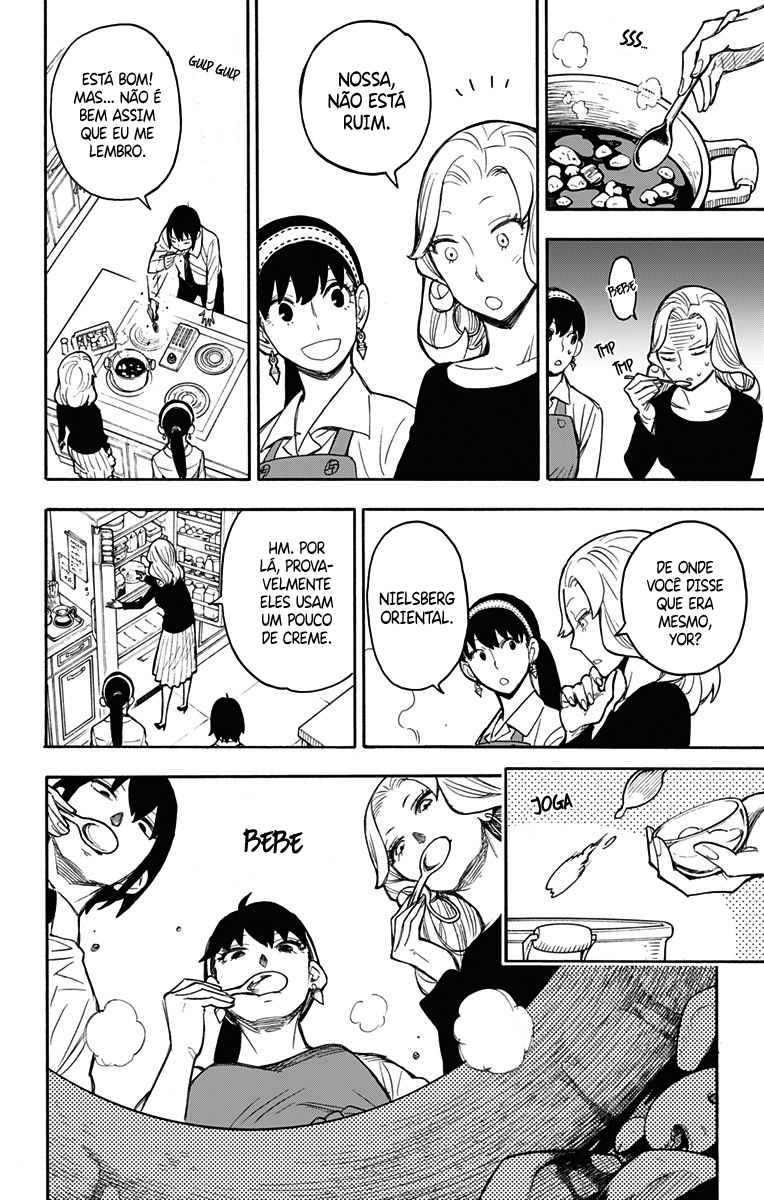 SSS...
BEBE
TMP
TMP
NOSSA,
NÃO ESTÁ
RUIM.
GULP GULP
ESTÁ BOM!
MAS... NÃO É
BEM ASSIM
QUE EU ME
LEMBRO.
DE ONDE
VOCÊ DISSE
QUE ERA
MESMO,
YOR?
NIELSBERG
ORIENTAL.
HM. POR
LÁ, PROVA-
VELMENTE
ELES USAM
UM POUCO
DE CREME.
JOGA
BEBE